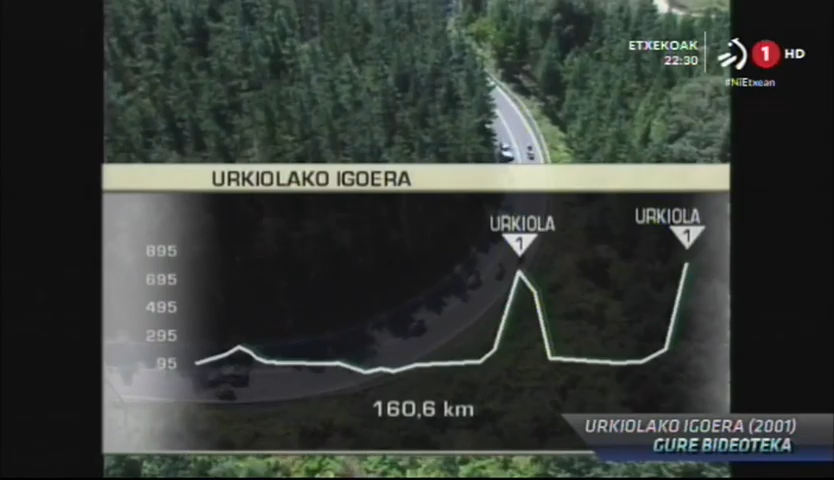 ETXEKOAK
22:30
1 HD
#NiEtxean
URKIOLAKO IGOERA
URKIOLA
1
URKIOLA
1
895
695
495
295
95
160,6 km
URKIOLAKO IGOERA (2001)
GURE BIDEOTEKA